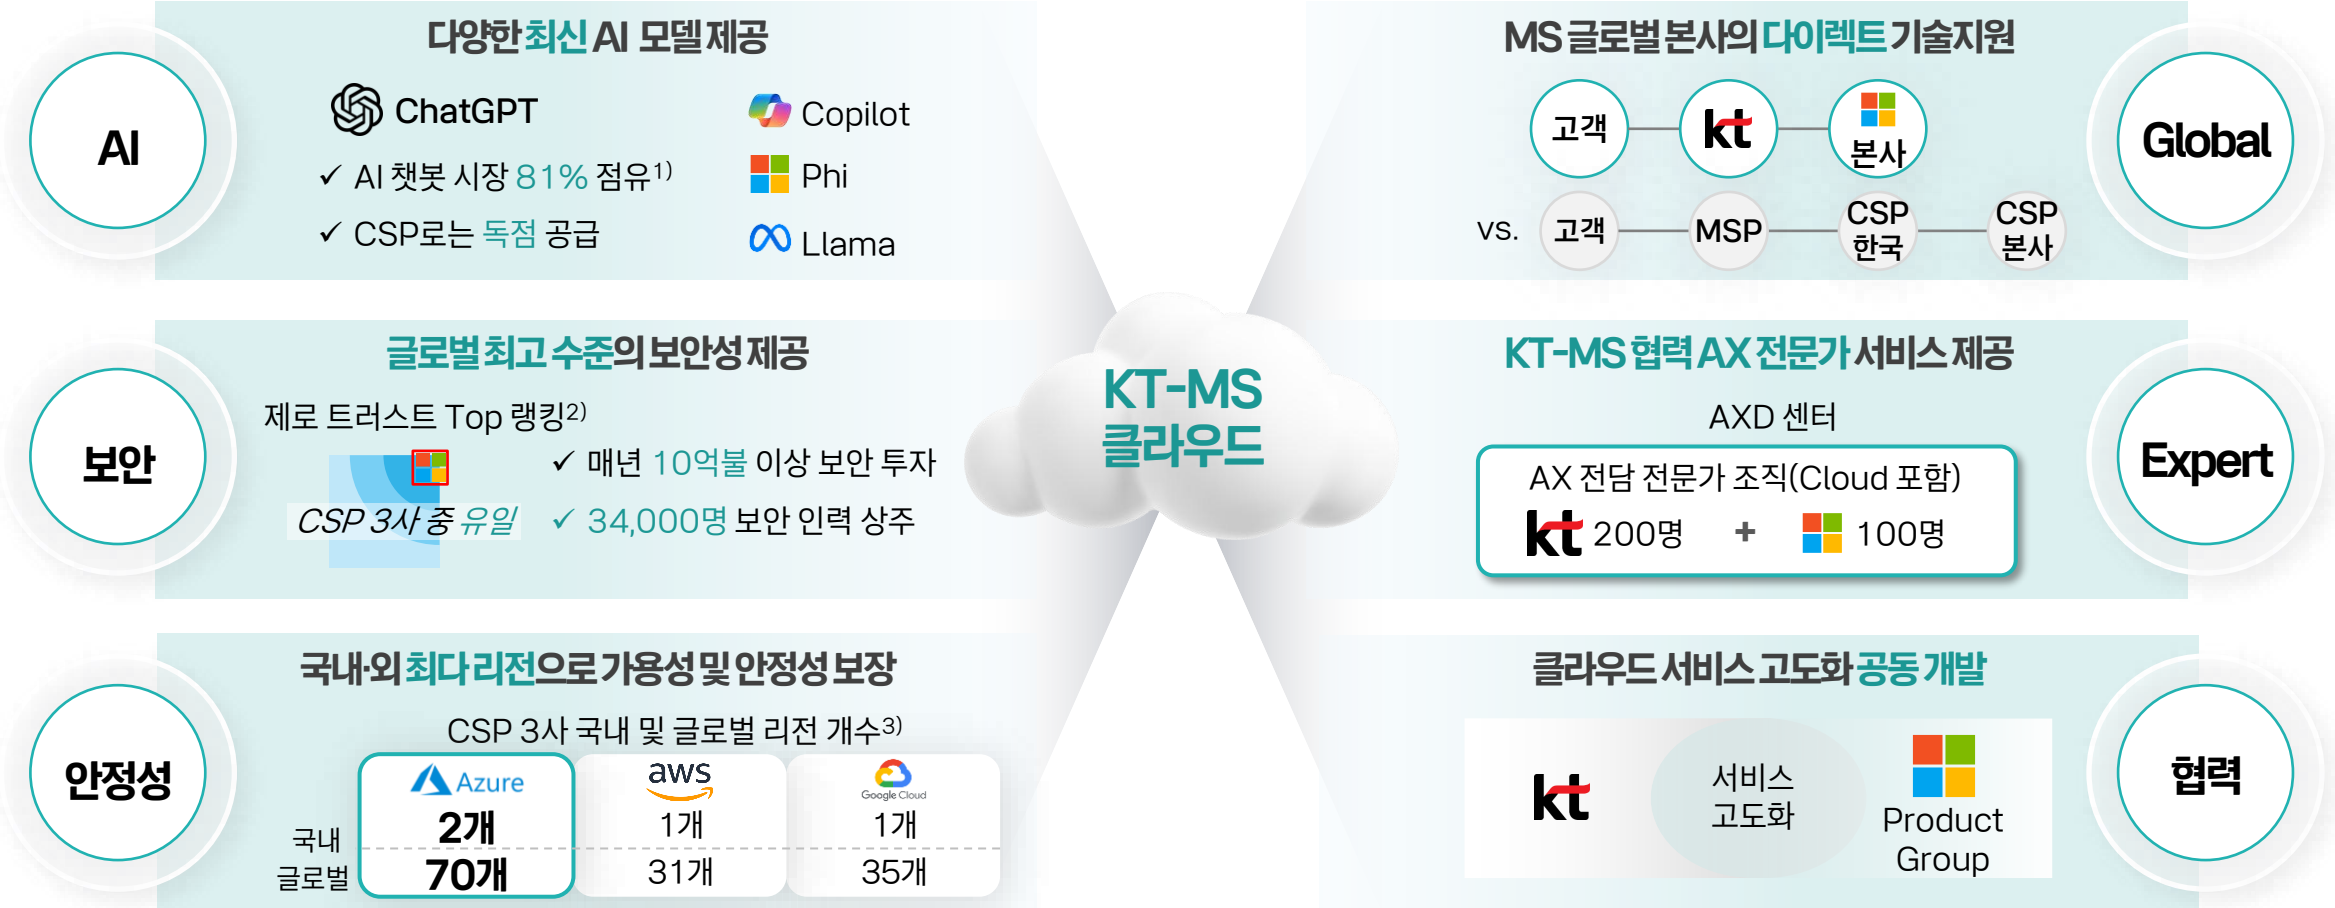 AI
다양한 최신 AI 모델 제공
ChatGPT
✓ AI 챗봇 시장 81% 점유1)
✓ CSP로는 독점 공급
Copilot
Phi
Llama
보안
글로벌 최고 수준의 보안성 제공
제로 트러스트 Top 랭킹2)
CSP 3사 중 유일
✓ 매년 10억불 이상 보안 투자
✓ 34,000명 보안 인력 상주
안정성
국내·외 최다 리전으로 가용성 및 안정성 보장
CSP 3사 국내 및 글로벌 리전 개수3)
Azure aws Google Cloud
국내 2개 1개 1개
글로벌 70개 31개 35개
KT-MS
클라우드
MS 글로벌 본사의 다이렉트 기술지원
고객 kt 본사
vs. 고객 MSP CSP 한국 CSP 본사
Global
KT-MS 협력 AX 전문가 서비스 제공
AXD 센터
AX 전담 전문가 조직(Cloud 포함)
kt 200명 + 100명
Expert
클라우드 서비스 고도화 공동 개발
kt
서비스
고도화
Product
Group
협력